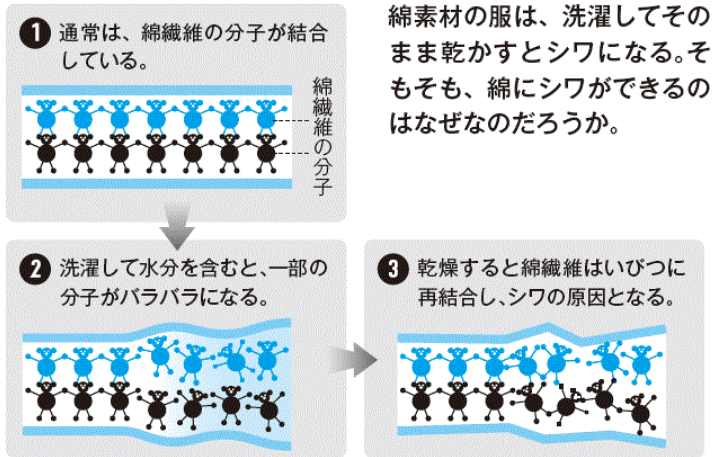 綿素材の服は、洗濯してその
まま乾かすとシワになる。そ
もそも、綿にシワができるの
はなぜなのだろうか。
1 通常は、綿繊維の分子が結合
している。
綿繊維の分子
2 洗濯して水分を含むと、一部の
分子がバラバラになる。
3 乾燥すると綿繊維はいびつに
再結合し、シワの原因となる。